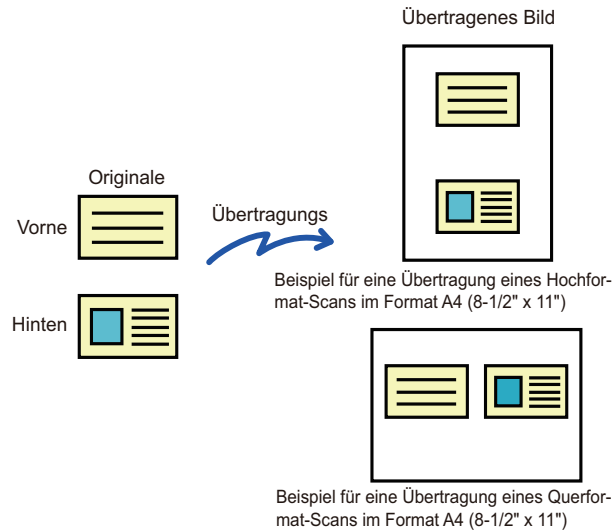 Übertragenes Bild
Originale
Vorne
Übertragungs
Hinten
Beispiel für eine Übertragung eines Hochfor-
mat-Scans im Format A4 (8-1/2" x 11")
Beispiel für eine Übertragung eines Querfor-
mat-Scans im Format A4 (8-1/2" x 11")